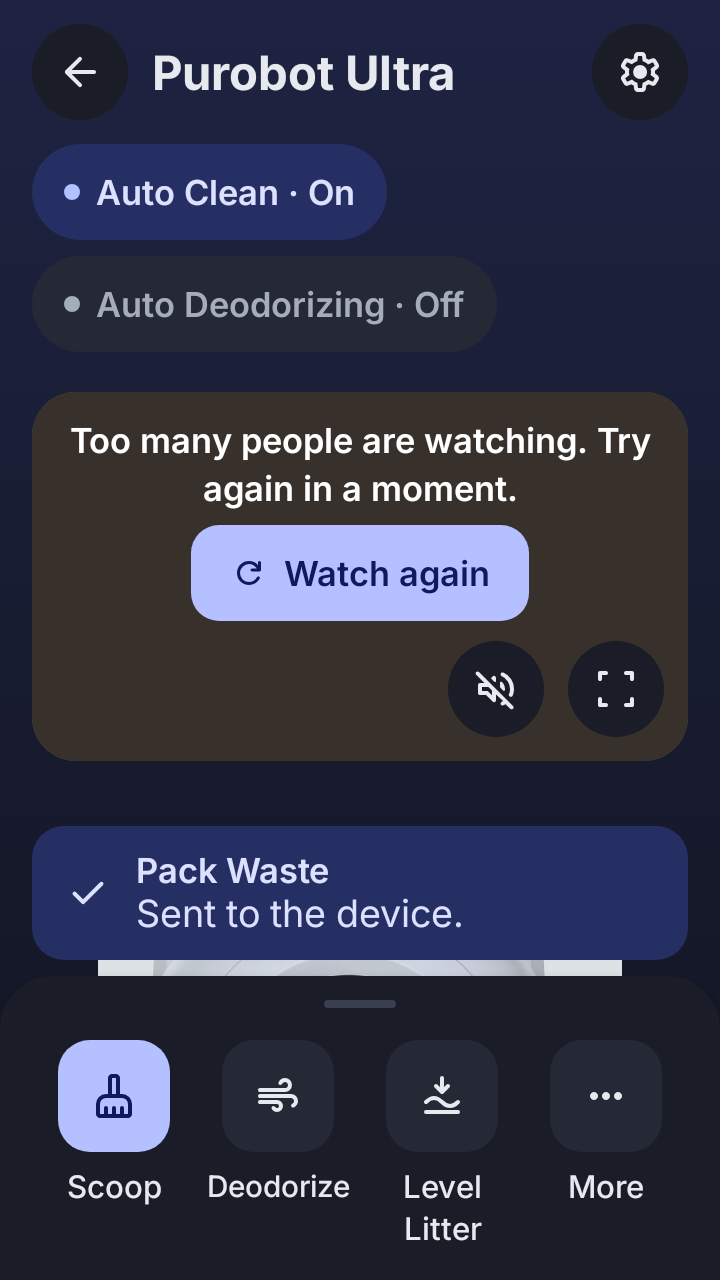 Purobot Ultra
Auto Clean · On
Auto Deodorizing · Off
Too many people are watching. Try
again in a moment.
Watch again
Pack Waste
Sent to the device.
Scoop
Deodorize
Level
Litter
More